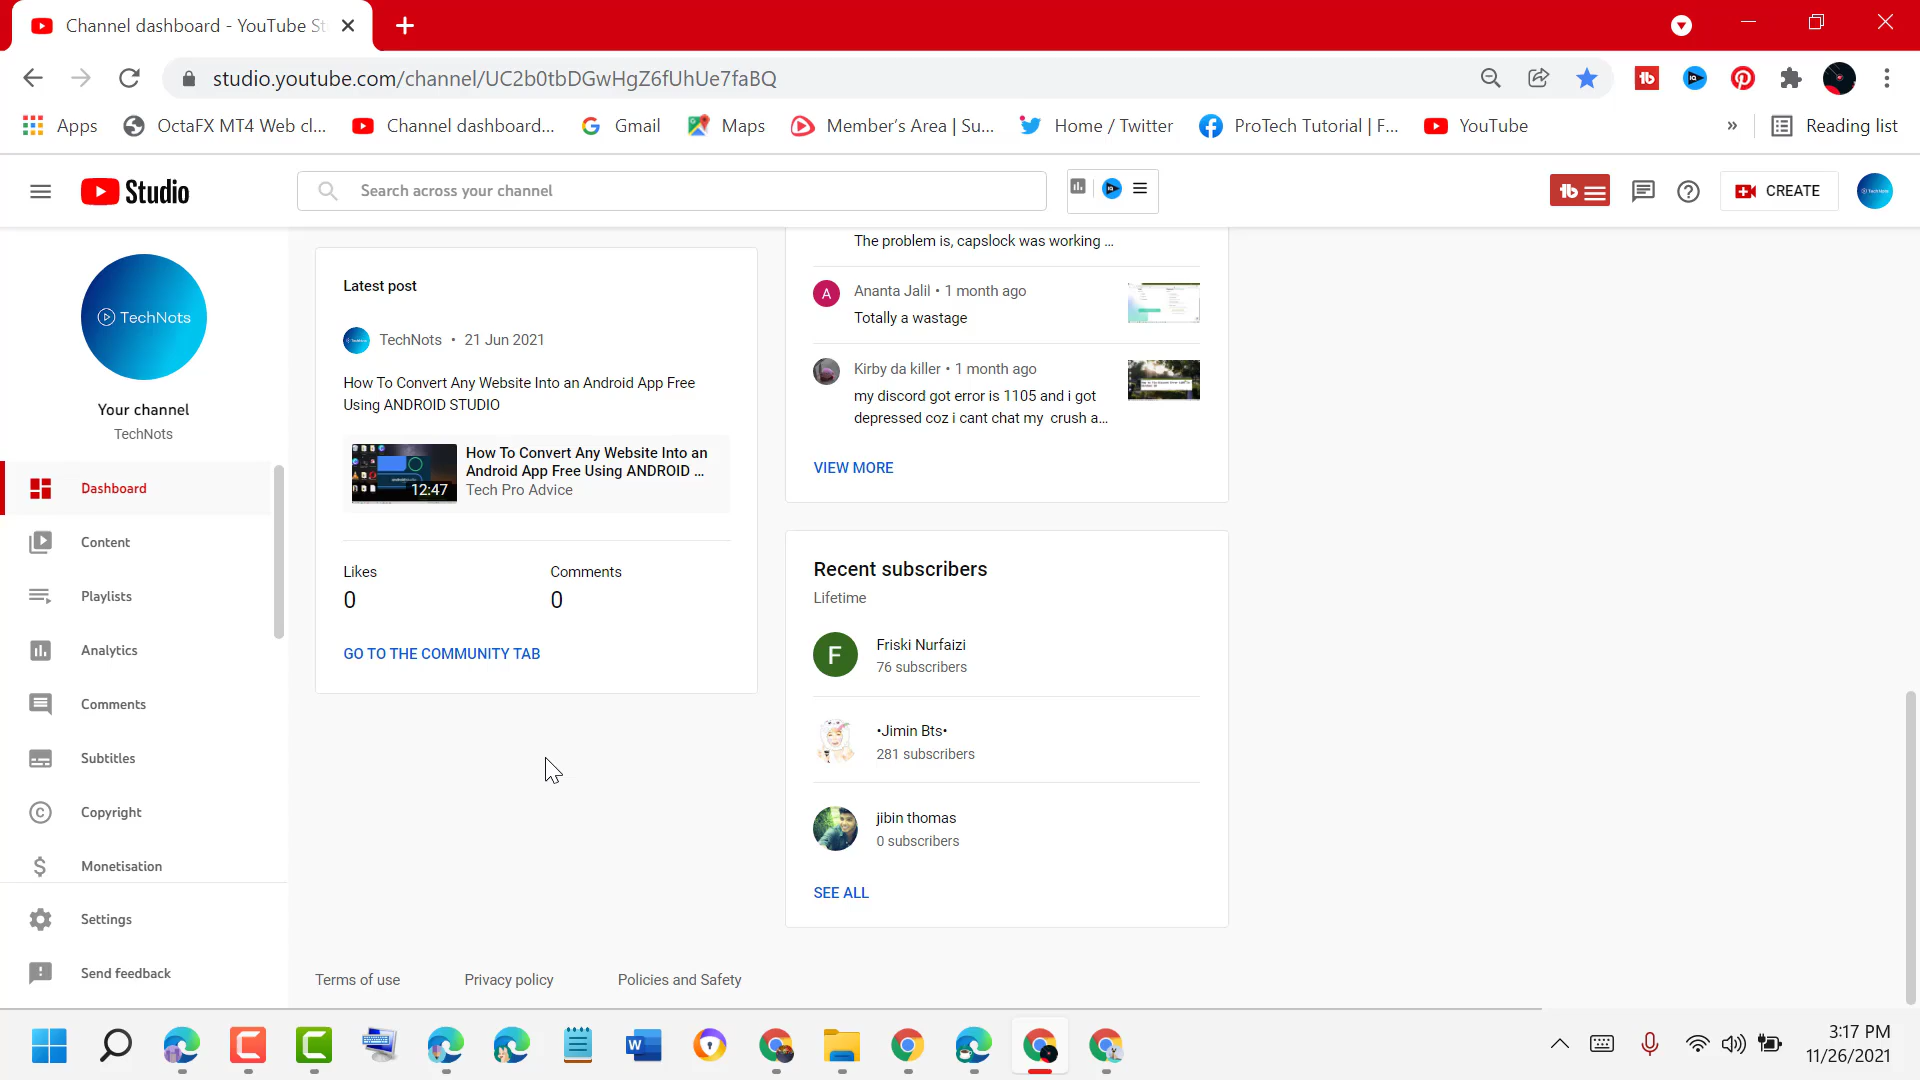 Channel dashboard - YouTube St
studio.youtube.com/channel/UC2b0tbDGwHgZ6fUhUe7faBQ
Apps
OctaFX MT4 Web cl...
Channel dashboard...
Gmail
Maps
Member's Area | Su...
Home / Twitter
ProTech Tutorial | F...
YouTube
»
Reading list
Studio
Search across your channel
CREATE
TechNots
Your channel
TechNots
Dashboard
Content
Playlists
Analytics
Comments
Subtitles
Copyright
Monetisation
Settings
Send feedback
Latest post
TechNots • 21 Jun 2021
How To Convert Any Website Into an Android App Free
Using ANDROID STUDIO
12:47
How To Convert Any Website Into an
Android App Free Using ANDROID ...
Tech Pro Advice
Likes
0
Comments
0
GO TO THE COMMUNITY TAB
The problem is, capslock was working ...
A
Ananta Jalil • 1 month ago
Totally a wastage
Kirby da killer • 1 month ago
my discord got error is 1105 and i got
depressed coz i cant chat my crush a...
VIEW MORE
Recent subscribers
Lifetime
F
Friski Nurfaizi
76 subscribers
•Jimin Bts•
281 subscribers
jibin thomas
0 subscribers
SEE ALL
Terms of use
Privacy policy
Policies and Safety
3:17 PM
11/26/2021